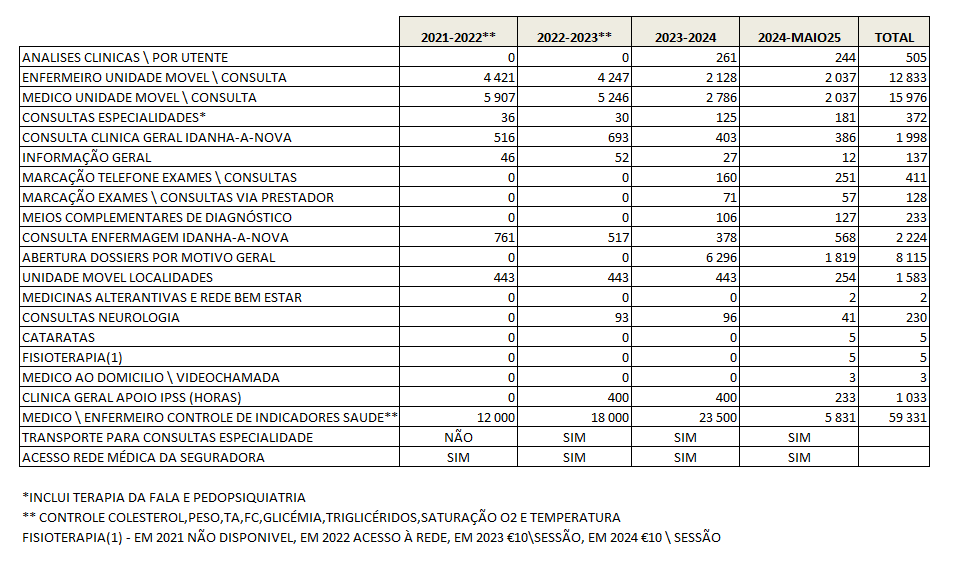 2021-2022** 2022-2023** 2023-2024 2024-MAIO25 TOTAL
ANALISES CLINICAS \ POR UTENTE 0 0 261 244 505
ENFERMEIRO UNIDADE MOVEL \ CONSULTA 4 421 4 247 2 128 2 037 12 833
MEDICO UNIDADE MOVEL \ CONSULTA 5 907 5 246 2 786 2 037 15 976
CONSULTAS ESPECIALIDADES* 36 30 125 181 372
CONSULTA CLINICA GERAL IDANHA-A-NOVA 516 693 403 386 1 998
INFORMAÇÃO GERAL 46 52 27 12 137
MARCAÇÃO TELEFONE EXAMES \ CONSULTAS 0 0 160 251 411
MARCAÇÃO EXAMES \ CONSULTAS VIA PRESTADOR 0 0 71 57 128
MEIOS COMPLEMENTARES DE DIAGNÓSTICO 0 0 106 127 233
CONSULTA ENFERMAGEM IDANHA-A-NOVA 761 517 378 568 2 224
ABERTURA DOSSIERS POR MOTIVO GERAL 0 0 6 296 1 819 8 115
UNIDADE MOVEL LOCALIDADES 443 443 443 254 1 583
MEDICINAS ALTERANTIVAS E REDE BEM ESTAR 0 0 0 2 2
CONSULTAS NEUROLOGIA 0 93 96 41 230
CATARATAS 0 0 0 5 5
FISIOTERAPIA(1) 0 0 0 5 5
MEDICO AO DOMICILIO \ VIDEOCHAMADA 0 0 0 3 3
CLINICA GERAL APOIO IPSS (HORAS) 0 400 400 233 1 033
MEDICO \ ENFERMEIRO CONTROLE DE INDICADORES SAUDE** 12 000 18 000 23 500 5 831 59 331
TRANSPORTE PARA CONSULTAS ESPECIALIDADE NÃO SIM SIM SIM
ACESSO REDE MÉDICA DA SEGURADORA SIM SIM SIM SIM
*INCLUI TERAPIA DA FALA E PEDOPSIQUIATRIA
** CONTROLE COLESTEROL,PESO,TA,FC,GLICÉMIA,TRIGLICÉRIDOS,SATURAÇÃO O2 E TEMPERATURA
FISIOTERAPIA(1) - EM 2021 NÃO DISPONIVEL, EM 2022 ACESSO À REDE, EM 2023 €10\SESSÃO, EM 2024 €10 \ SESSÃO